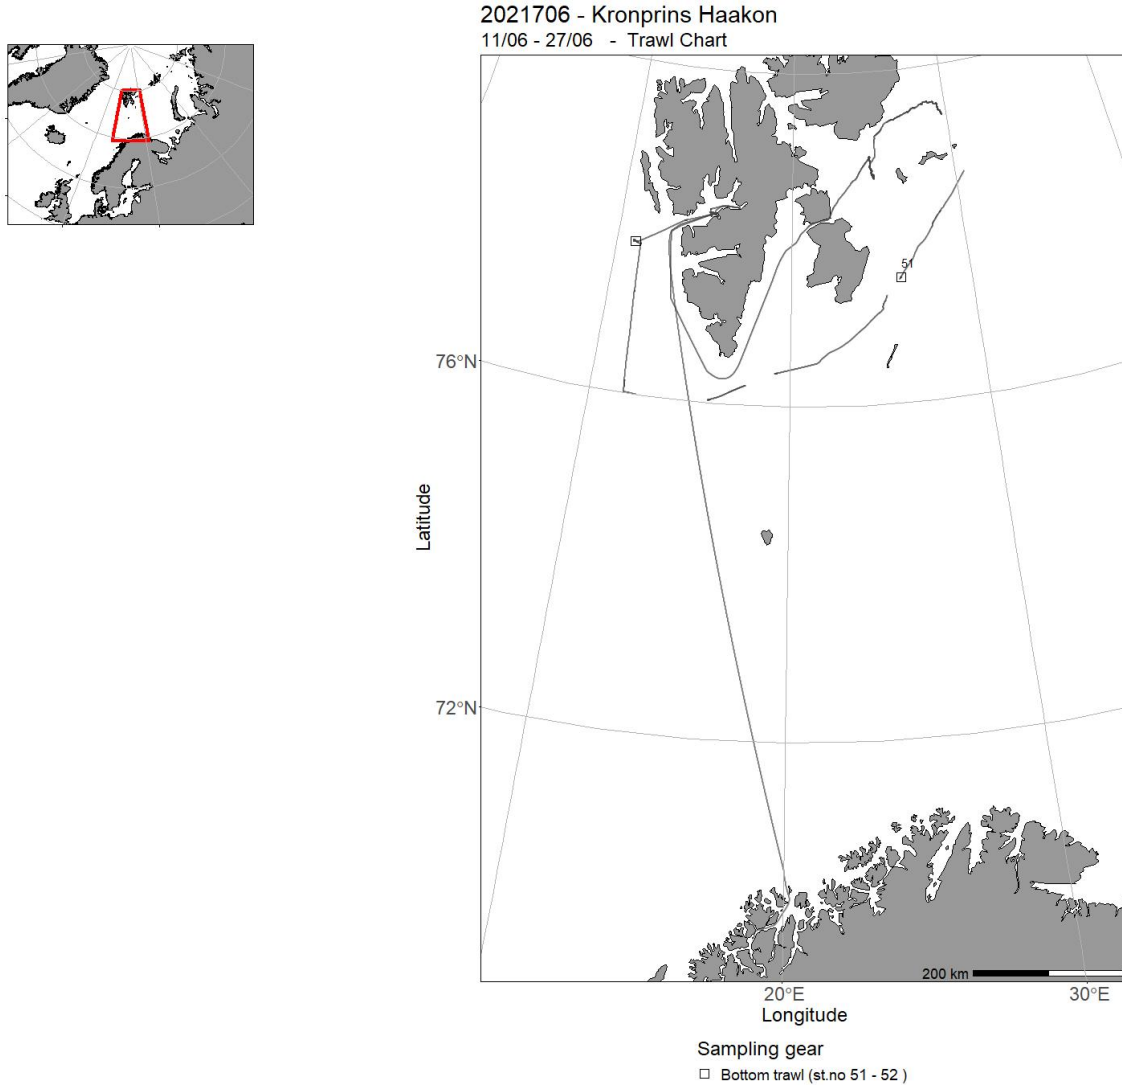 2021706 - Kronprins Haakon
11/06 - 27/06 - Trawl Chart
51
76°N
Latitude
72°N
200 km
20°E
30°E
Longitude
Sampling gear
Bottom trawl (st.no 51 - 52 )